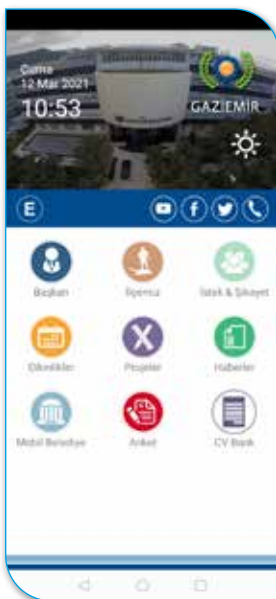 Cuma
12 Mar 2021
10:53
GAZİEMİR
E
Başkan
İlçemiz
İstek & Şikayet
Etkinlikler
Projeler
Haberler
Mobil Belediye
Anket
CV Bank